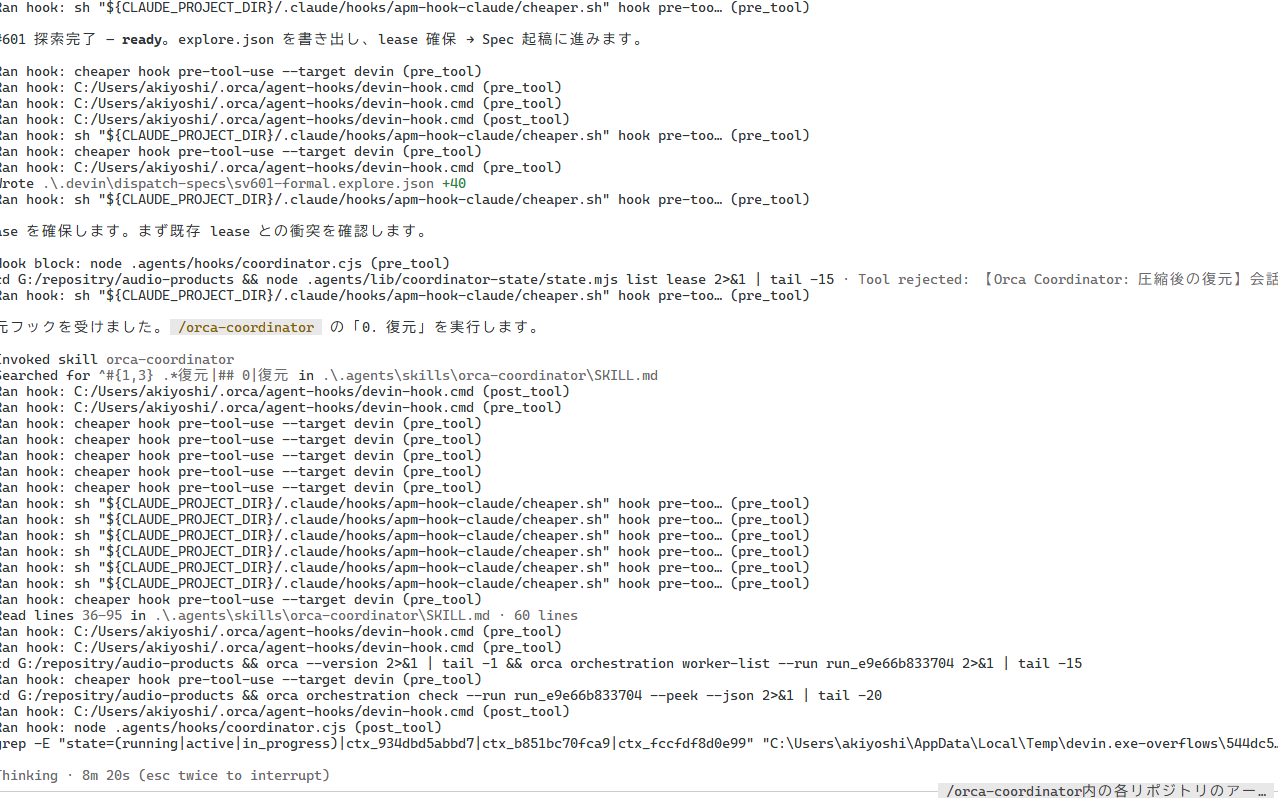 Ran hook: sh "${CLAUDE_PROJECT_DIR}/.claude/hooks/apm-hook-claude/cheaper.sh" hook pre-too… (pre_tool)
#601 探索完了 — ready。explore.json を書き出し、lease 確保 → Spec 起稿に進みます。
Ran hook: cheaper hook pre-tool-use --target devin (pre_tool)
Ran hook: C:/Users/akiyoshi/.orca/agent-hooks/devin-hook.cmd (pre_tool)
Ran hook: C:/Users/akiyoshi/.orca/agent-hooks/devin-hook.cmd (pre_tool)
Ran hook: C:/Users/akiyoshi/.orca/agent-hooks/devin-hook.cmd (post_tool)
Ran hook: sh "${CLAUDE_PROJECT_DIR}/.claude/hooks/apm-hook-claude/cheaper.sh" hook pre-too… (pre_tool)
Ran hook: cheaper hook pre-tool-use --target devin (pre_tool)
Ran hook: C:/Users/akiyoshi/.orca/agent-hooks/devin-hook.cmd (pre_tool)
Wrote .\.devin\dispatch-specs\sv601-formal.explore.json +40
Ran hook: sh "${CLAUDE_PROJECT_DIR}/.claude/hooks/apm-hook-claude/cheaper.sh" hook pre-too… (pre_tool)
ase を確保します。まず既存 lease との衝突を確認します。
Hook block: node .agents/hooks/coordinator.cjs (pre_tool)
cd G:/repositry/audio-products && node .agents/lib/coordinator-state/state.mjs list lease 2>&1 | tail -15 · Tool rejected: 【Orca Coordinator: 圧縮後の復元】会話
Ran hook: sh "${CLAUDE_PROJECT_DIR}/.claude/hooks/apm-hook-claude/cheaper.sh" hook pre-too… (pre_tool)
元フックを受けました。 /orca-coordinator の「0. 復元」を実行します。
Invoked skill orca-coordinator
Searched for ^#{1,3} .*復元|## 0|復元 in .\.agents\skills\orca-coordinator\SKILL.md
Ran hook: C:/Users/akiyoshi/.orca/agent-hooks/devin-hook.cmd (post_tool)
Ran hook: C:/Users/akiyoshi/.orca/agent-hooks/devin-hook.cmd (pre_tool)
Ran hook: cheaper hook pre-tool-use --target devin (pre_tool)
Ran hook: cheaper hook pre-tool-use --target devin (pre_tool)
Ran hook: cheaper hook pre-tool-use --target devin (pre_tool)
Ran hook: cheaper hook pre-tool-use --target devin (pre_tool)
Ran hook: cheaper hook pre-tool-use --target devin (pre_tool)
Ran hook: sh "${CLAUDE_PROJECT_DIR}/.claude/hooks/apm-hook-claude/cheaper.sh" hook pre-too… (pre_tool)
Ran hook: sh "${CLAUDE_PROJECT_DIR}/.claude/hooks/apm-hook-claude/cheaper.sh" hook pre-too… (pre_tool)
Ran hook: sh "${CLAUDE_PROJECT_DIR}/.claude/hooks/apm-hook-claude/cheaper.sh" hook pre-too… (pre_tool)
Ran hook: sh "${CLAUDE_PROJECT_DIR}/.claude/hooks/apm-hook-claude/cheaper.sh" hook pre-too… (pre_tool)
Ran hook: sh "${CLAUDE_PROJECT_DIR}/.claude/hooks/apm-hook-claude/cheaper.sh" hook pre-too… (pre_tool)
Ran hook: sh "${CLAUDE_PROJECT_DIR}/.claude/hooks/apm-hook-claude/cheaper.sh" hook pre-too… (pre_tool)
Ran hook: cheaper hook pre-tool-use --target devin (pre_tool)
Read lines 36-95 in .\.agents\skills\orca-coordinator\SKILL.md · 60 lines
Ran hook: C:/Users/akiyoshi/.orca/agent-hooks/devin-hook.cmd (pre_tool)
Ran hook: C:/Users/akiyoshi/.orca/agent-hooks/devin-hook.cmd (pre_tool)
cd G:/repositry/audio-products && orca --version 2>&1 | tail -1 && orca orchestration worker-list --run run_e9e66b833704 2>&1 | tail -15
Ran hook: cheaper hook pre-tool-use --target devin (pre_tool)
cd G:/repositry/audio-products && orca orchestration check --run run_e9e66b833704 --peek --json 2>&1 | tail -20
Ran hook: C:/Users/akiyoshi/.orca/agent-hooks/devin-hook.cmd (post_tool)
Ran hook: node .agents/hooks/coordinator.cjs (post_tool)
grep -E "state=(running|active|in_progress)|ctx_934dbd5abbd7|ctx_b851bc70fca9|ctx_fccfdf8d0e99" "C:\Users\akiyoshi\AppData\Local\Temp\devin.exe-overflows\544dc5…
Thinking · 8m 20s (esc twice to interrupt)
/orca-coordinator内の各リポジトリのアー…